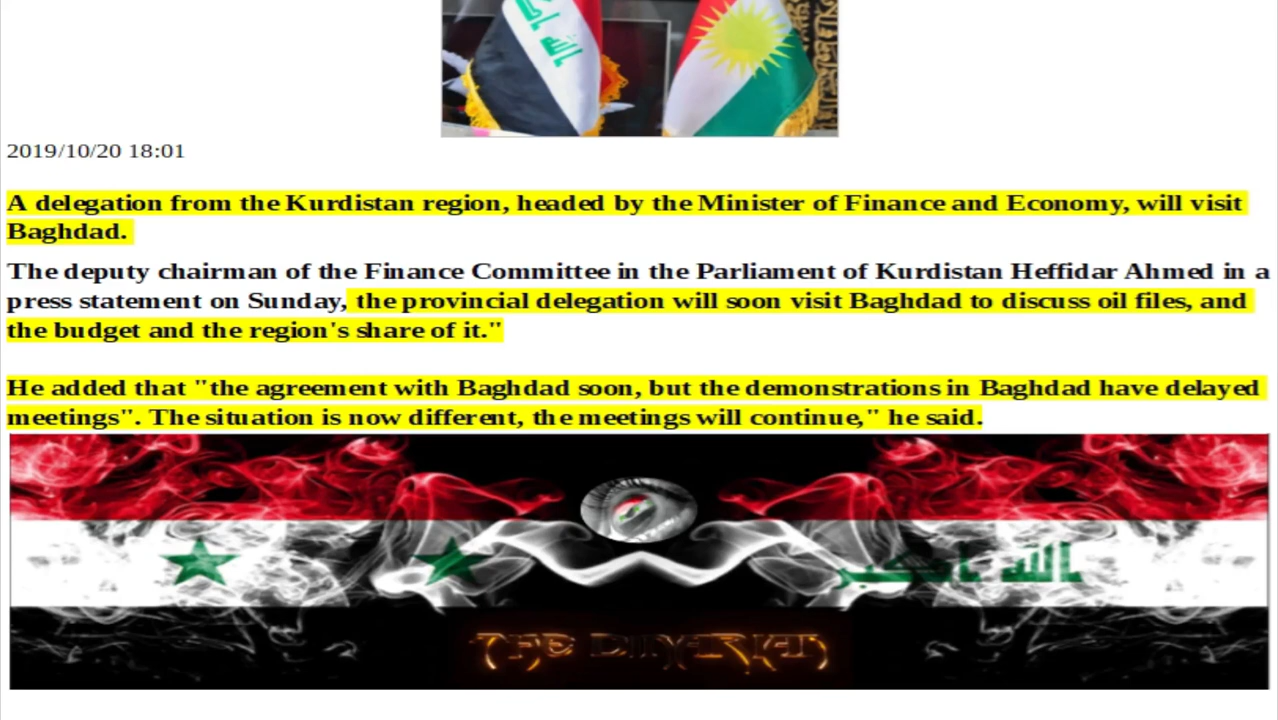 2019/10/20 18:01
A delegation from the Kurdistan region, headed by the Minister of Finance and Economy, will visit
Baghdad.
The deputy chairman of the Finance Committee in the Parliament of Kurdistan Heffidar Ahmed in a
press statement on Sunday, the provincial delegation will soon visit Baghdad to discuss oil files, and
the budget and the region's share of it."
He added that "the agreement with Baghdad soon, but the demonstrations in Baghdad have delayed
meetings". The situation is now different, the meetings will continue," he said.
الله اكبر
THE DINARIAN